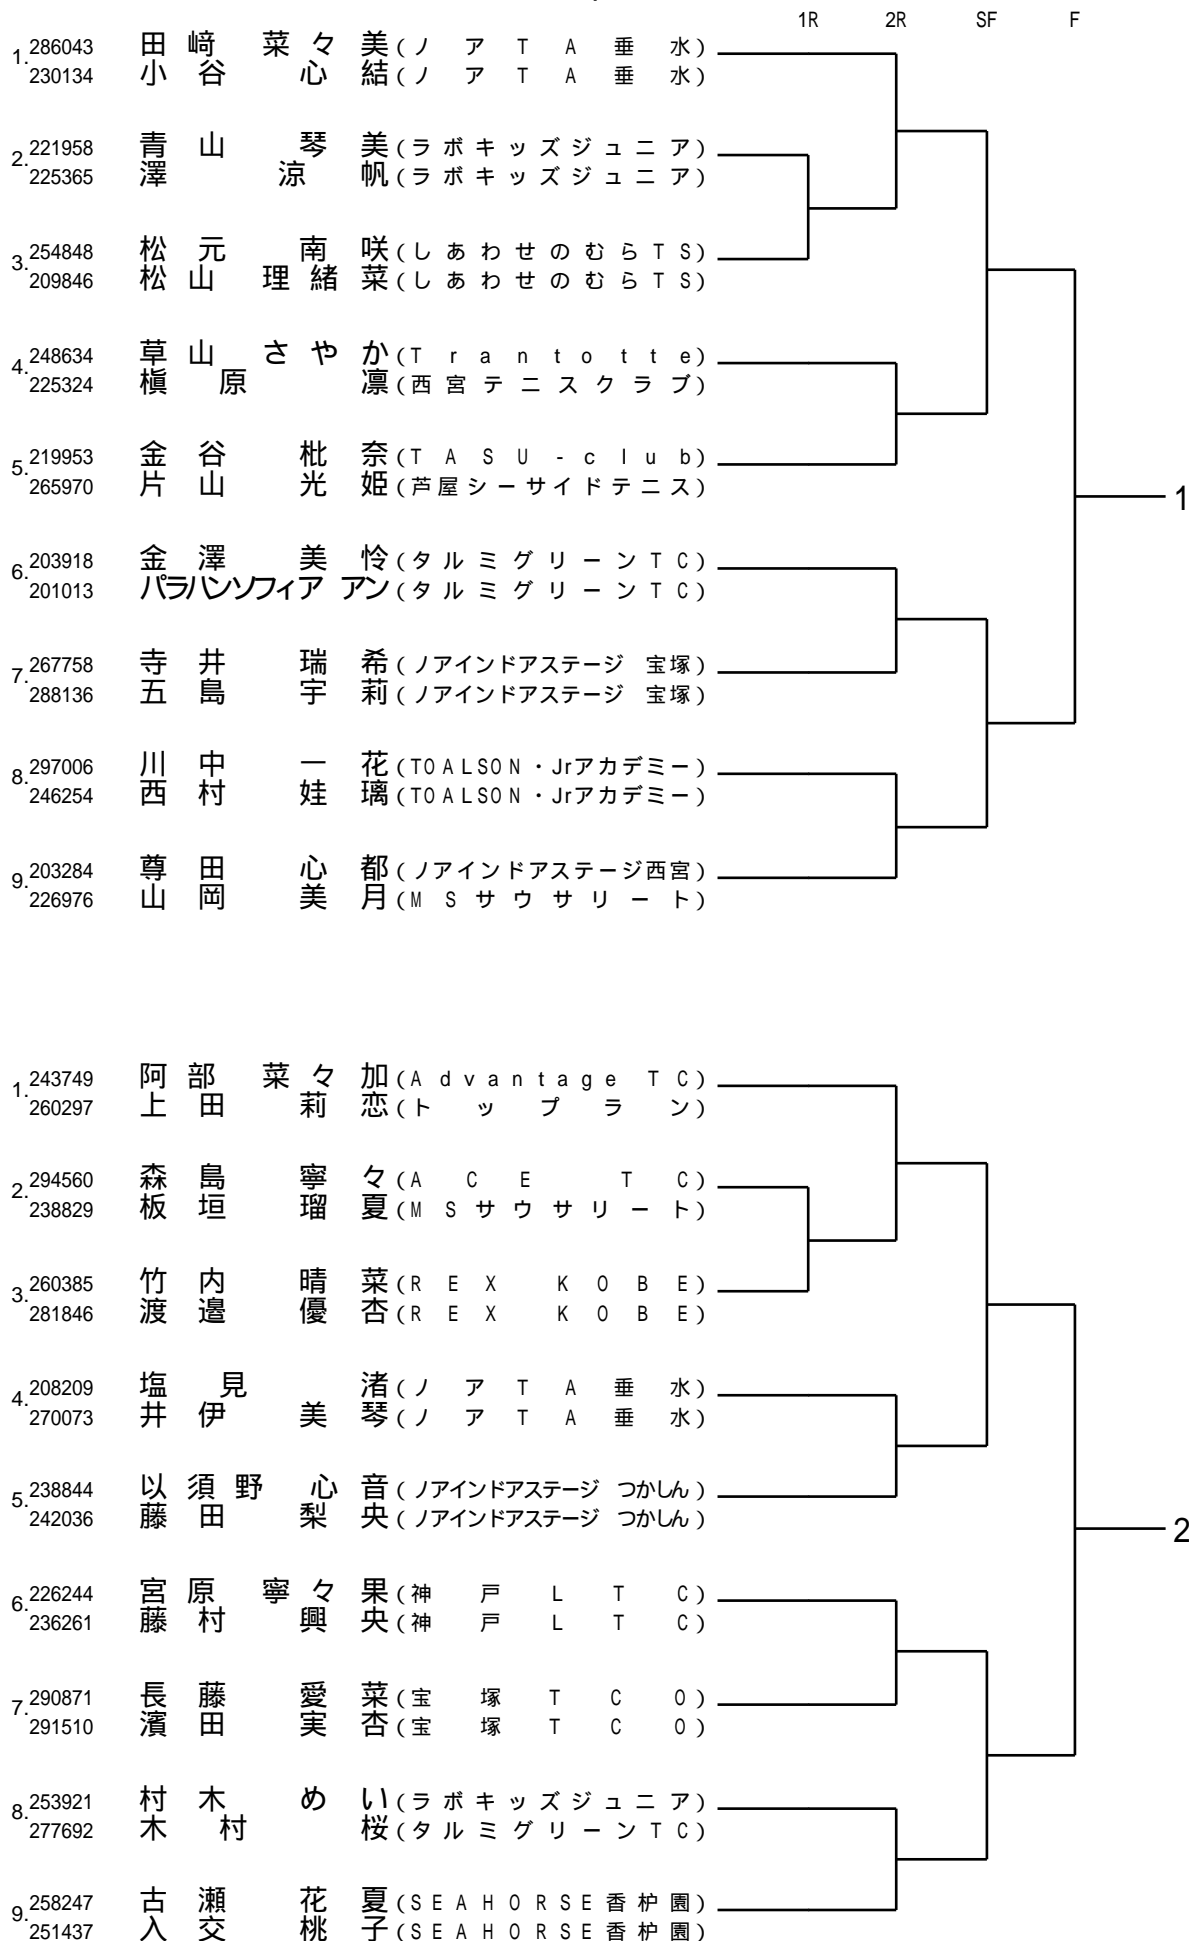 1R 2R SF F
1. 286043 田﨑 菜々美 (ノアTA垂水)
230134 小谷 心結 (ノアTA垂水)
2. 221958 青山 琴美 (ラボキッズジュニア)
225365 澤 涼帆 (ラボキッズジュニア)
3. 254848 松元 南咲 (しあわせのむらTS)
209846 松山 理緒菜 (しあわせのむらTS)
4. 248634 草山 さやか (Trantotte)
225324 槇原 凛 (西宮テニスクラブ)
5. 219953 金谷 枇奈 (TASU-club)
265970 片山 光姫 (芦屋シーサイドテニス)
1
6. 203918 金澤 美怜 (タルミグリーンTC)
201013 パラハンソフィア アン (タルミグリーンTC)
7. 267758 寺井 瑞希 (ノアインドアステージ 宝塚)
288136 五島 宇莉 (ノアインドアステージ 宝塚)
8. 297006 川中 一花 (TOALSON・Jrアカデミー)
246254 西村 娃璃 (TOALSON・Jrアカデミー)
9. 203284 尊田 心都 (ノアインドアステージ西宮)
226976 山岡 美月 (MSサウサリート)
1. 243749 阿部 菜々加 (Advantage TC)
260297 上田 莉恋 (トップラン)
2. 294560 森島 寧々 (ACE TC)
238829 板垣 瑠夏 (MSサウサリート)
3. 260385 竹内 晴菜 (REX KOBE)
281846 渡邉 優杏 (REX KOBE)
4. 208209 塩見 渚 (ノアTA垂水)
270073 井伊 美琴 (ノアTA垂水)
5. 238844 以須野 心音 (ノアインドアステージ つかしん)
242036 藤田 梨央 (ノアインドアステージ つかしん)
2
6. 226244 宮原 寧々果 (神戸LTC)
236261 藤村 興央 (神戸LTC)
7. 290871 長藤 愛菜 (宝塚TCO)
291510 濱田 実杏 (宝塚TCO)
8. 253921 村木 めい (ラボキッズジュニア)
277692 木村 桜 (タルミグリーンTC)
9. 258247 古瀬 花夏 (SEAHORSE香枦園)
251437 入交 桃子 (SEAHORSE香枦園)